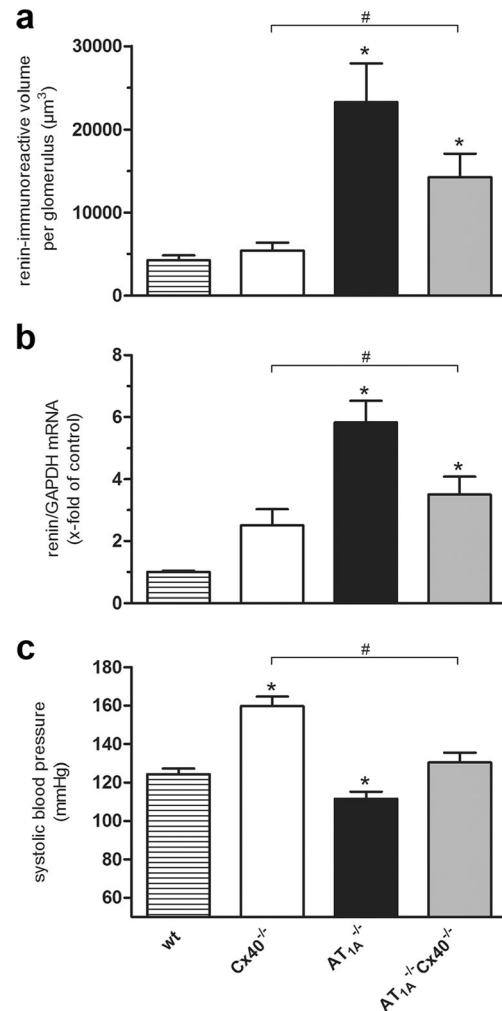 a
#
renin-immunoreactive volume
per glomerulus (µm³)
30000
20000
10000
0
*
*
b
#
renin/GAPDH mRNA
(x-fold of control)
8
6
4
2
0
*
*
c
#
systolic blood pressure
(mmHg)
180
160
140
120
100
80
60
*
*
wt
Cx40⁻/⁻
AT₁A⁻/⁻
AT₁A⁻/⁻Cx40⁻/⁻